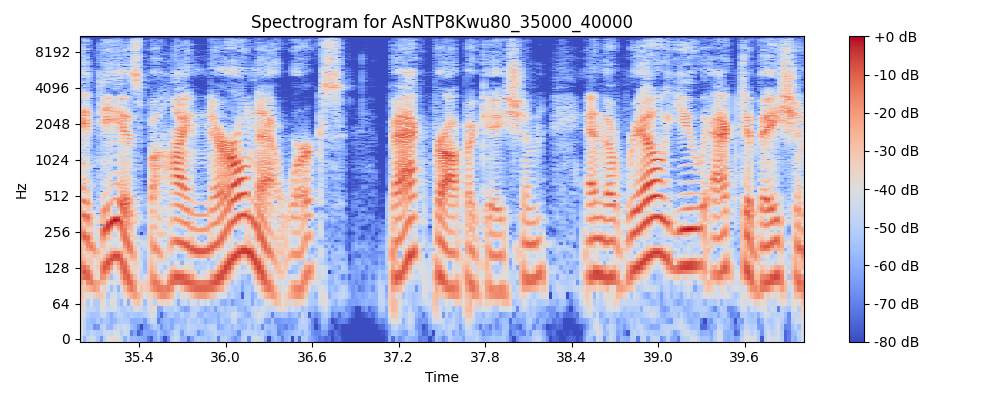 Spectrogram for AsNTP8Kwu80_35000_40000
8192
4096
2048
1024
512
256
128
64
0
Hz
35.4 36.0 36.6 37.2 37.8 38.4 39.0 39.6
Time
+0 dB
-10 dB
-20 dB
-30 dB
-40 dB
-50 dB
-60 dB
-70 dB
-80 dB